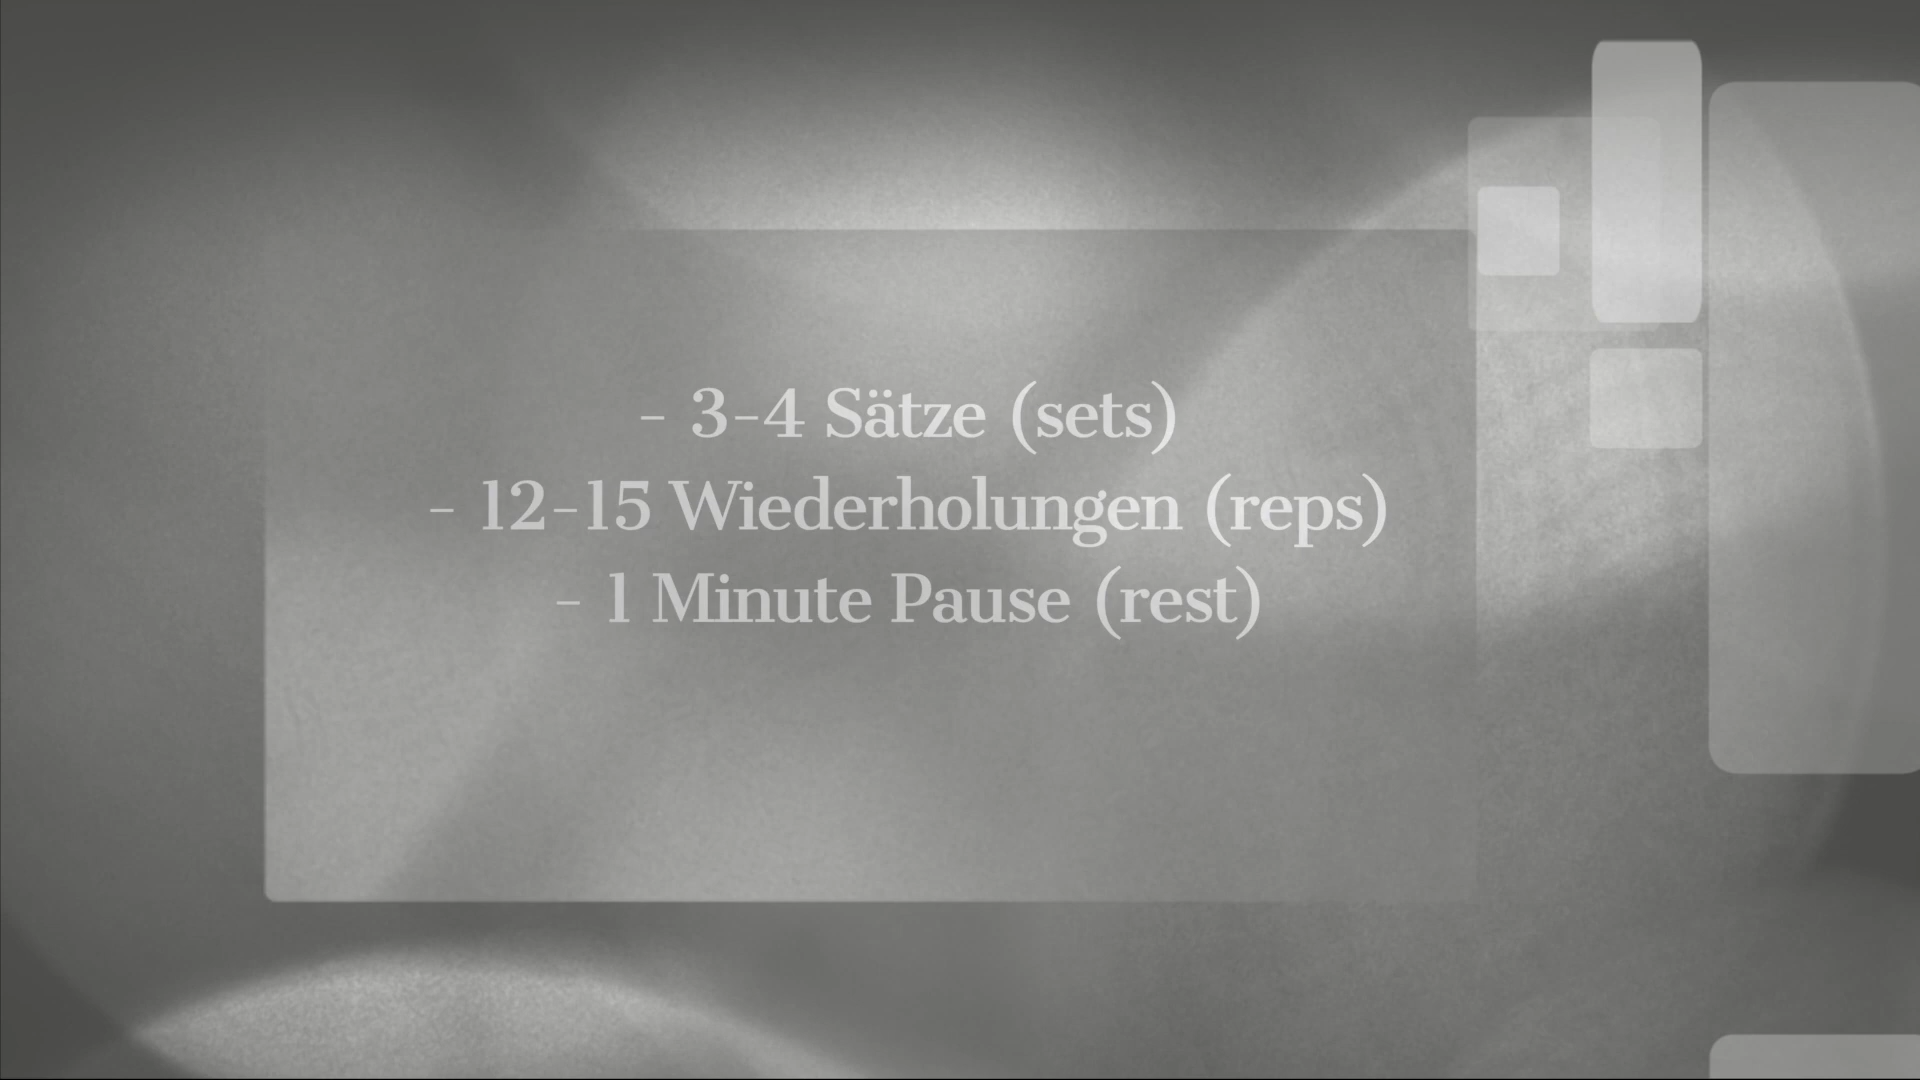 - 3-4 Sätze (sets)
- 12-15 Wiederholungen (reps)
- 1 Minute Pause (rest)